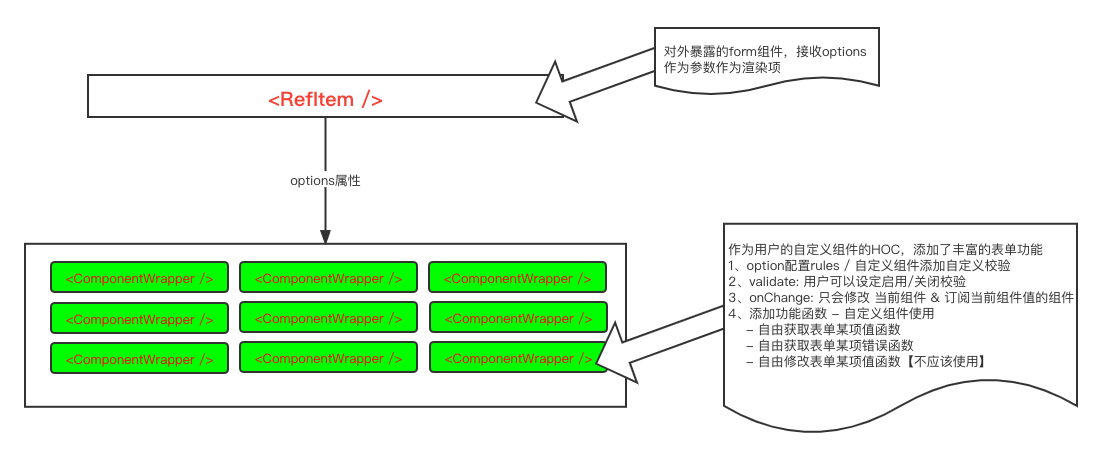 对外暴露的form组件，接收options
作为参数作为渲染项
<RefItem />
options属性
作为用户的自定义组件的HOC，添加了丰富的表单功能
1、option配置rules / 自定义组件添加自定义校验
2、validate: 用户可以设定启用/关闭校验
3、onChange: 只会修改 当前组件 & 订阅当前组件值的组件
4、添加功能函数 – 自定义组件使用
– 自由获取表单某项值函数
– 自由获取表单某项错误函数
– 自由修改表单某项值函数【不应该使用】
<ComponentWrapper /> <ComponentWrapper /> <ComponentWrapper />
<ComponentWrapper /> <ComponentWrapper /> <ComponentWrapper />
<ComponentWrapper /> <ComponentWrapper /> <ComponentWrapper />